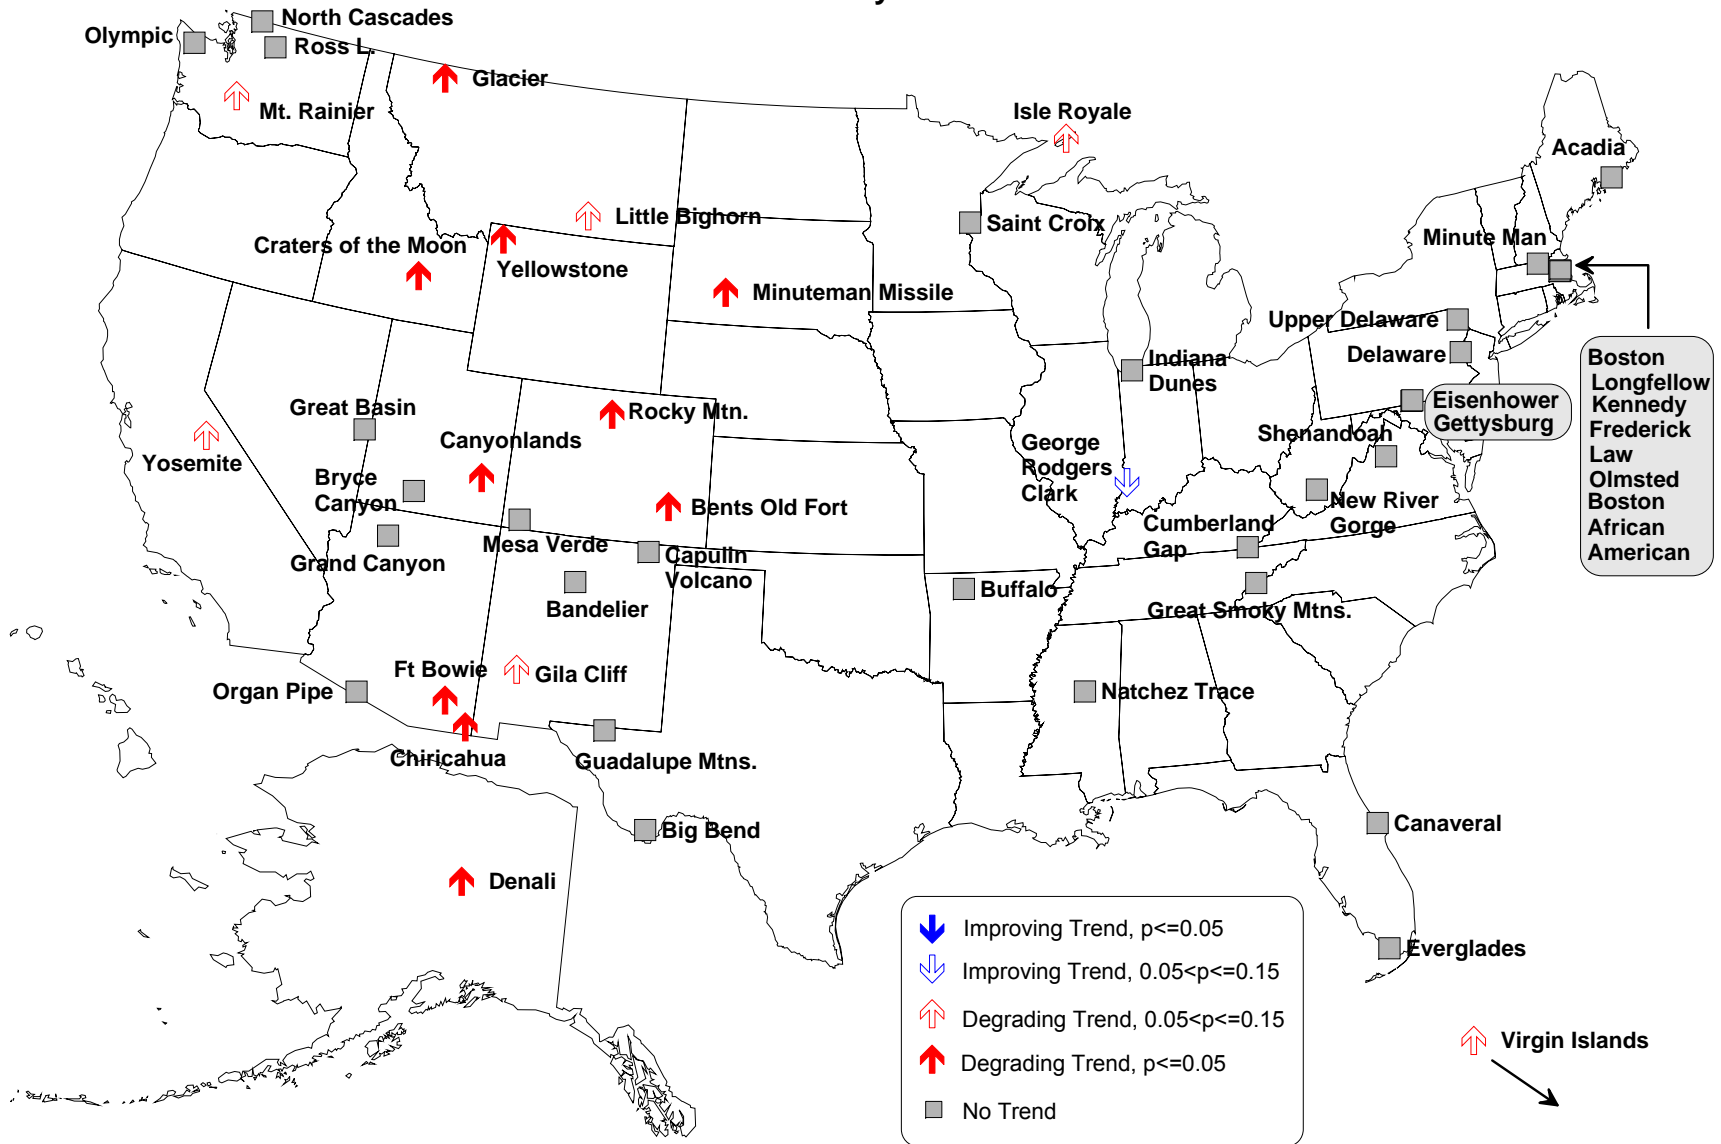 North Cascades
Olympic
Ross L.
Glacier
Mt. Rainier
Isle Royale
Acadia
Little Bighorn
Saint Croix
Craters of the Moon
Minute Man
Yellowstone
Minuteman Missile
Upper Delaware
Delaware
Indiana
Dunes
Boston
Longfellow
Kennedy
Frederick
Law
Olmsted
Boston
African
American
Great Basin
Rocky Mtn.
Eisenhower
Gettysburg
Canyonlands
Shenandoah
George
Rodgers
Clark
Yosemite
Bryce
Canyon
Bents Old Fort
New River
Gorge
Cumberland
Gap
Mesa Verde
Grand Canyon
Capulin
Volcano
Bandelier
Buffalo
Great Smoky Mtns.
Ft Bowie
Gila Cliff
Organ Pipe
Natchez Trace
Chiricahua
Guadalupe Mtns.
Big Bend
Canaveral
Denali
Everglades
Improving Trend, p<=0.05
Improving Trend, 0.05<p<=0.15
Degrading Trend, 0.05<p<=0.15
Degrading Trend, p<=0.05
No Trend
Virgin Islands